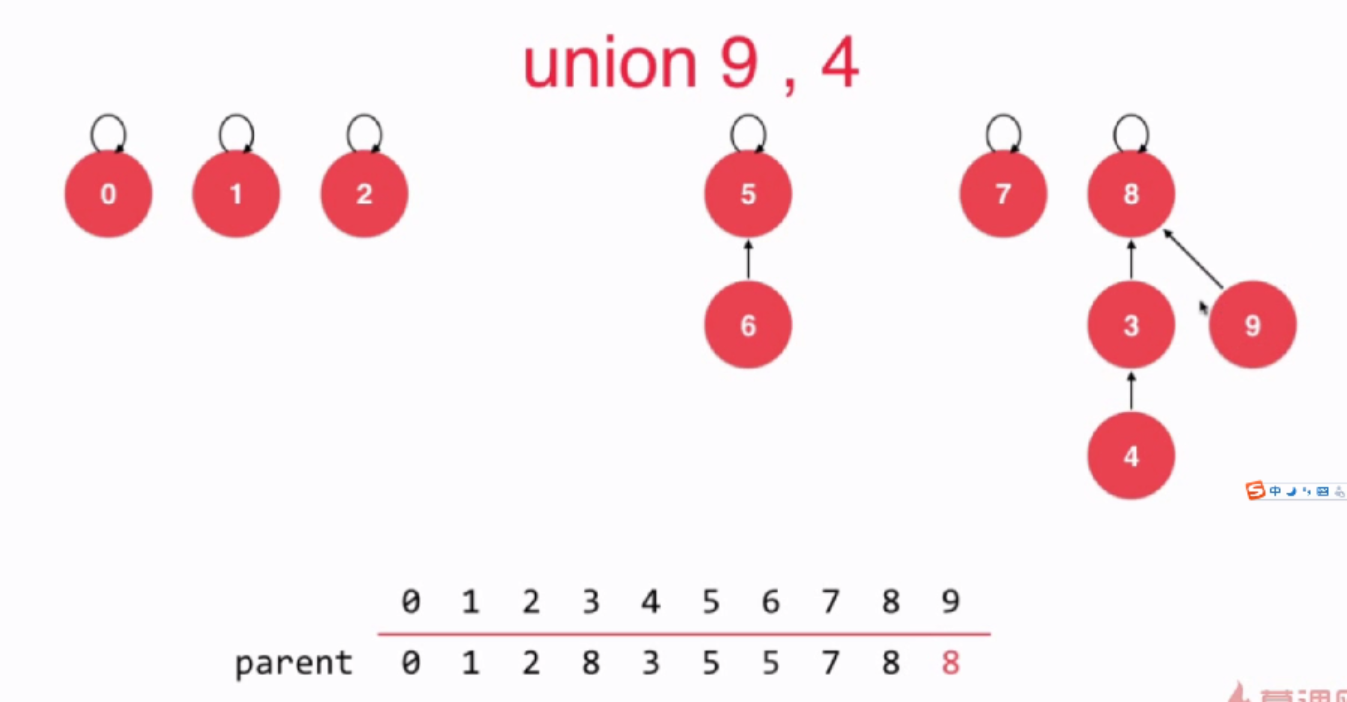 union 9 , 4
0 1 2 5 7 8
6 3 9
4
中
0 1 2 3 4 5 6 7 8 9
parent 0 1 2 8 3 5 5 7 8 8